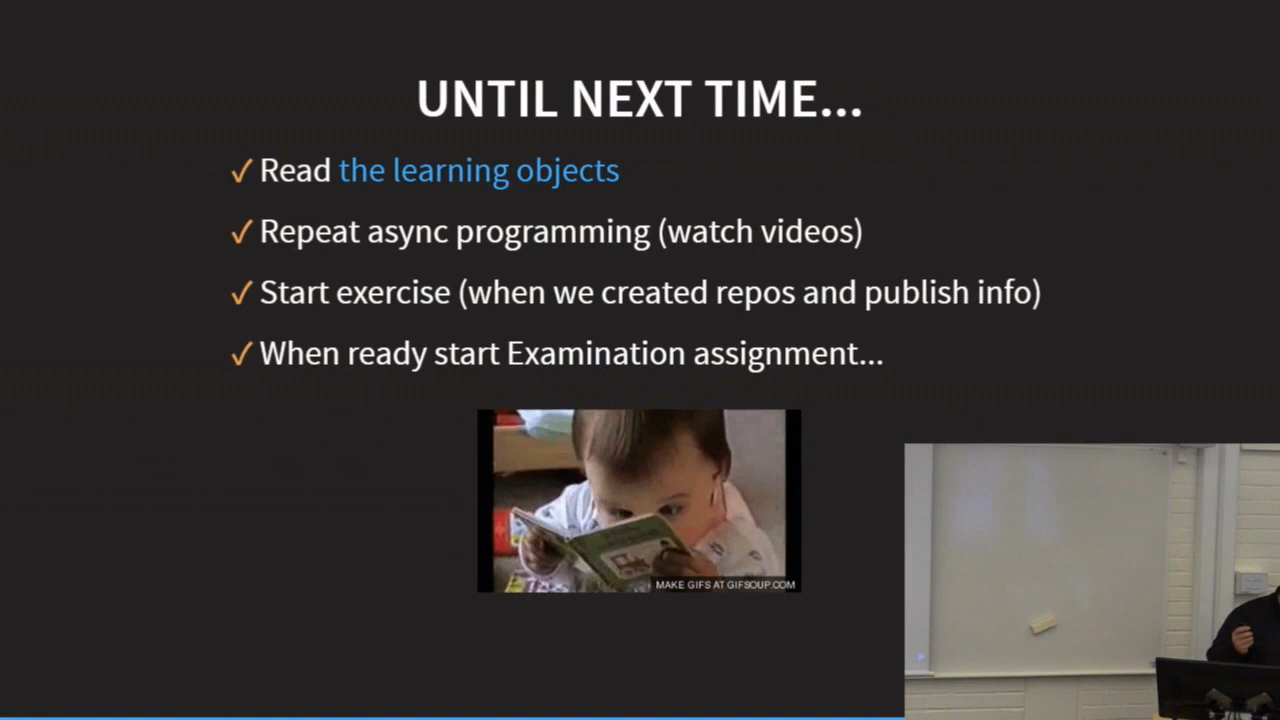 UNTIL NEXT TIME...
✓ Read the learning objects
✓ Repeat async programming (watch videos)
✓ Start exercise (when we created repos and publish info)
✓ When ready start Examination assignment...
MAKE GIFS AT GIFSOUP.COM